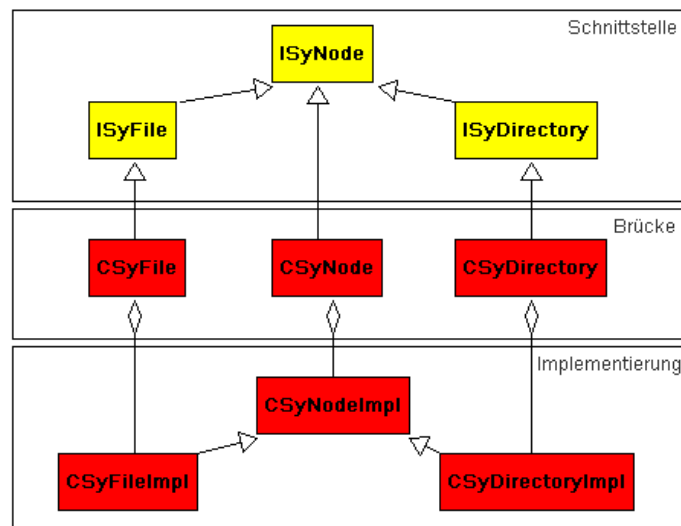 Schnittstelle
ISyNode
ISyFile
ISyDirectory
Brücke
CSyFile
CSyNode
CSyDirectory
Implementierung
CSyNodeImpl
CSyFileImpl
CSyDirectoryImpl